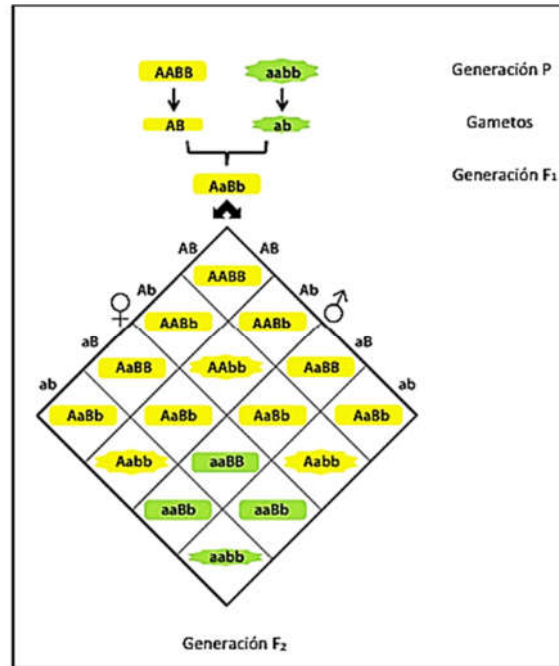 AABB aabb Generación P
AB ab Gametos
AaBb Generación F₁
AB AB
Ab AABB Ab
♀ AABb AABb ♂
aB AaBB AAbb AaBB aB
ab ab
AaBb AaBb AaBb AaBb
Aabb aaBB Aabb
aaBb aaBb
aabb
Generación F₂